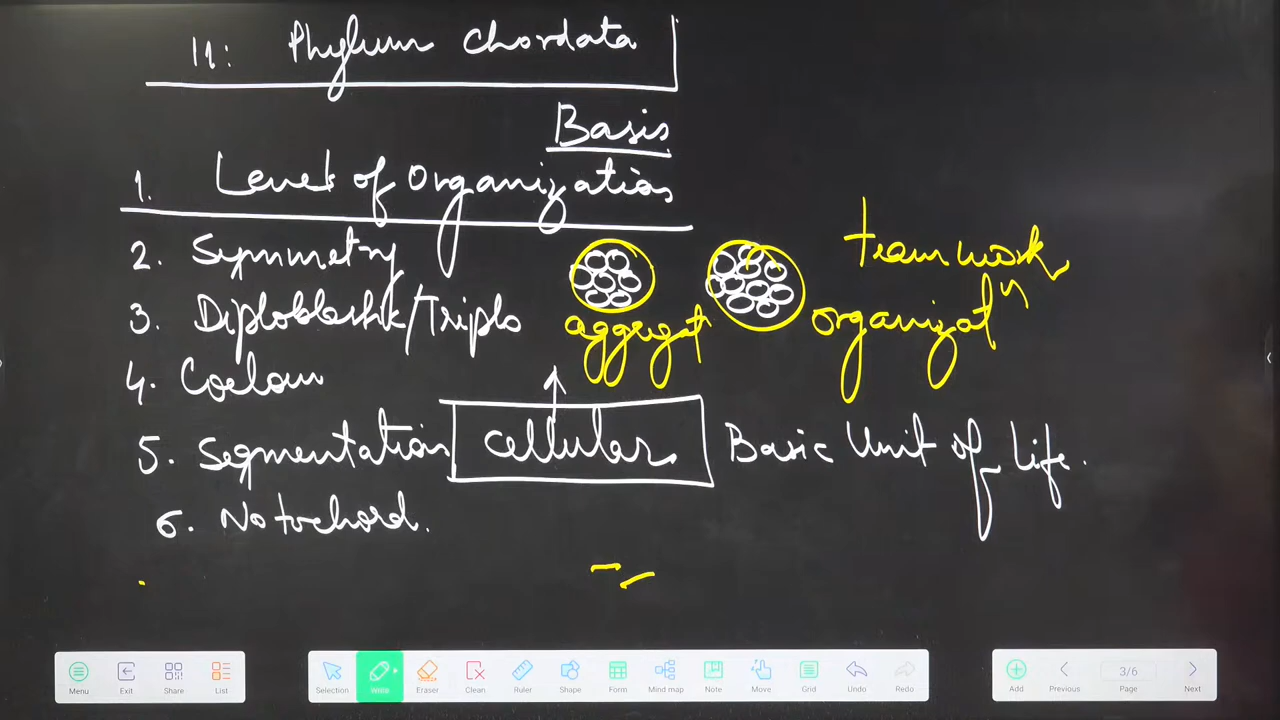 11: Phylum Chordata
Basis
1. Level of Organization
2. Symmetry
teamwork
3. Diploblastic/Triplo
aggregat
organizatⁿ
4. Coelom
5. Segmentation
cellular
Basic Unit of Life.
6. Notochord.
Menu Exit Share List Selection Write Eraser Clean Ruler Shape Form Mind map Note Move Grid Undo Redo Add Previous 3/6 Page Next